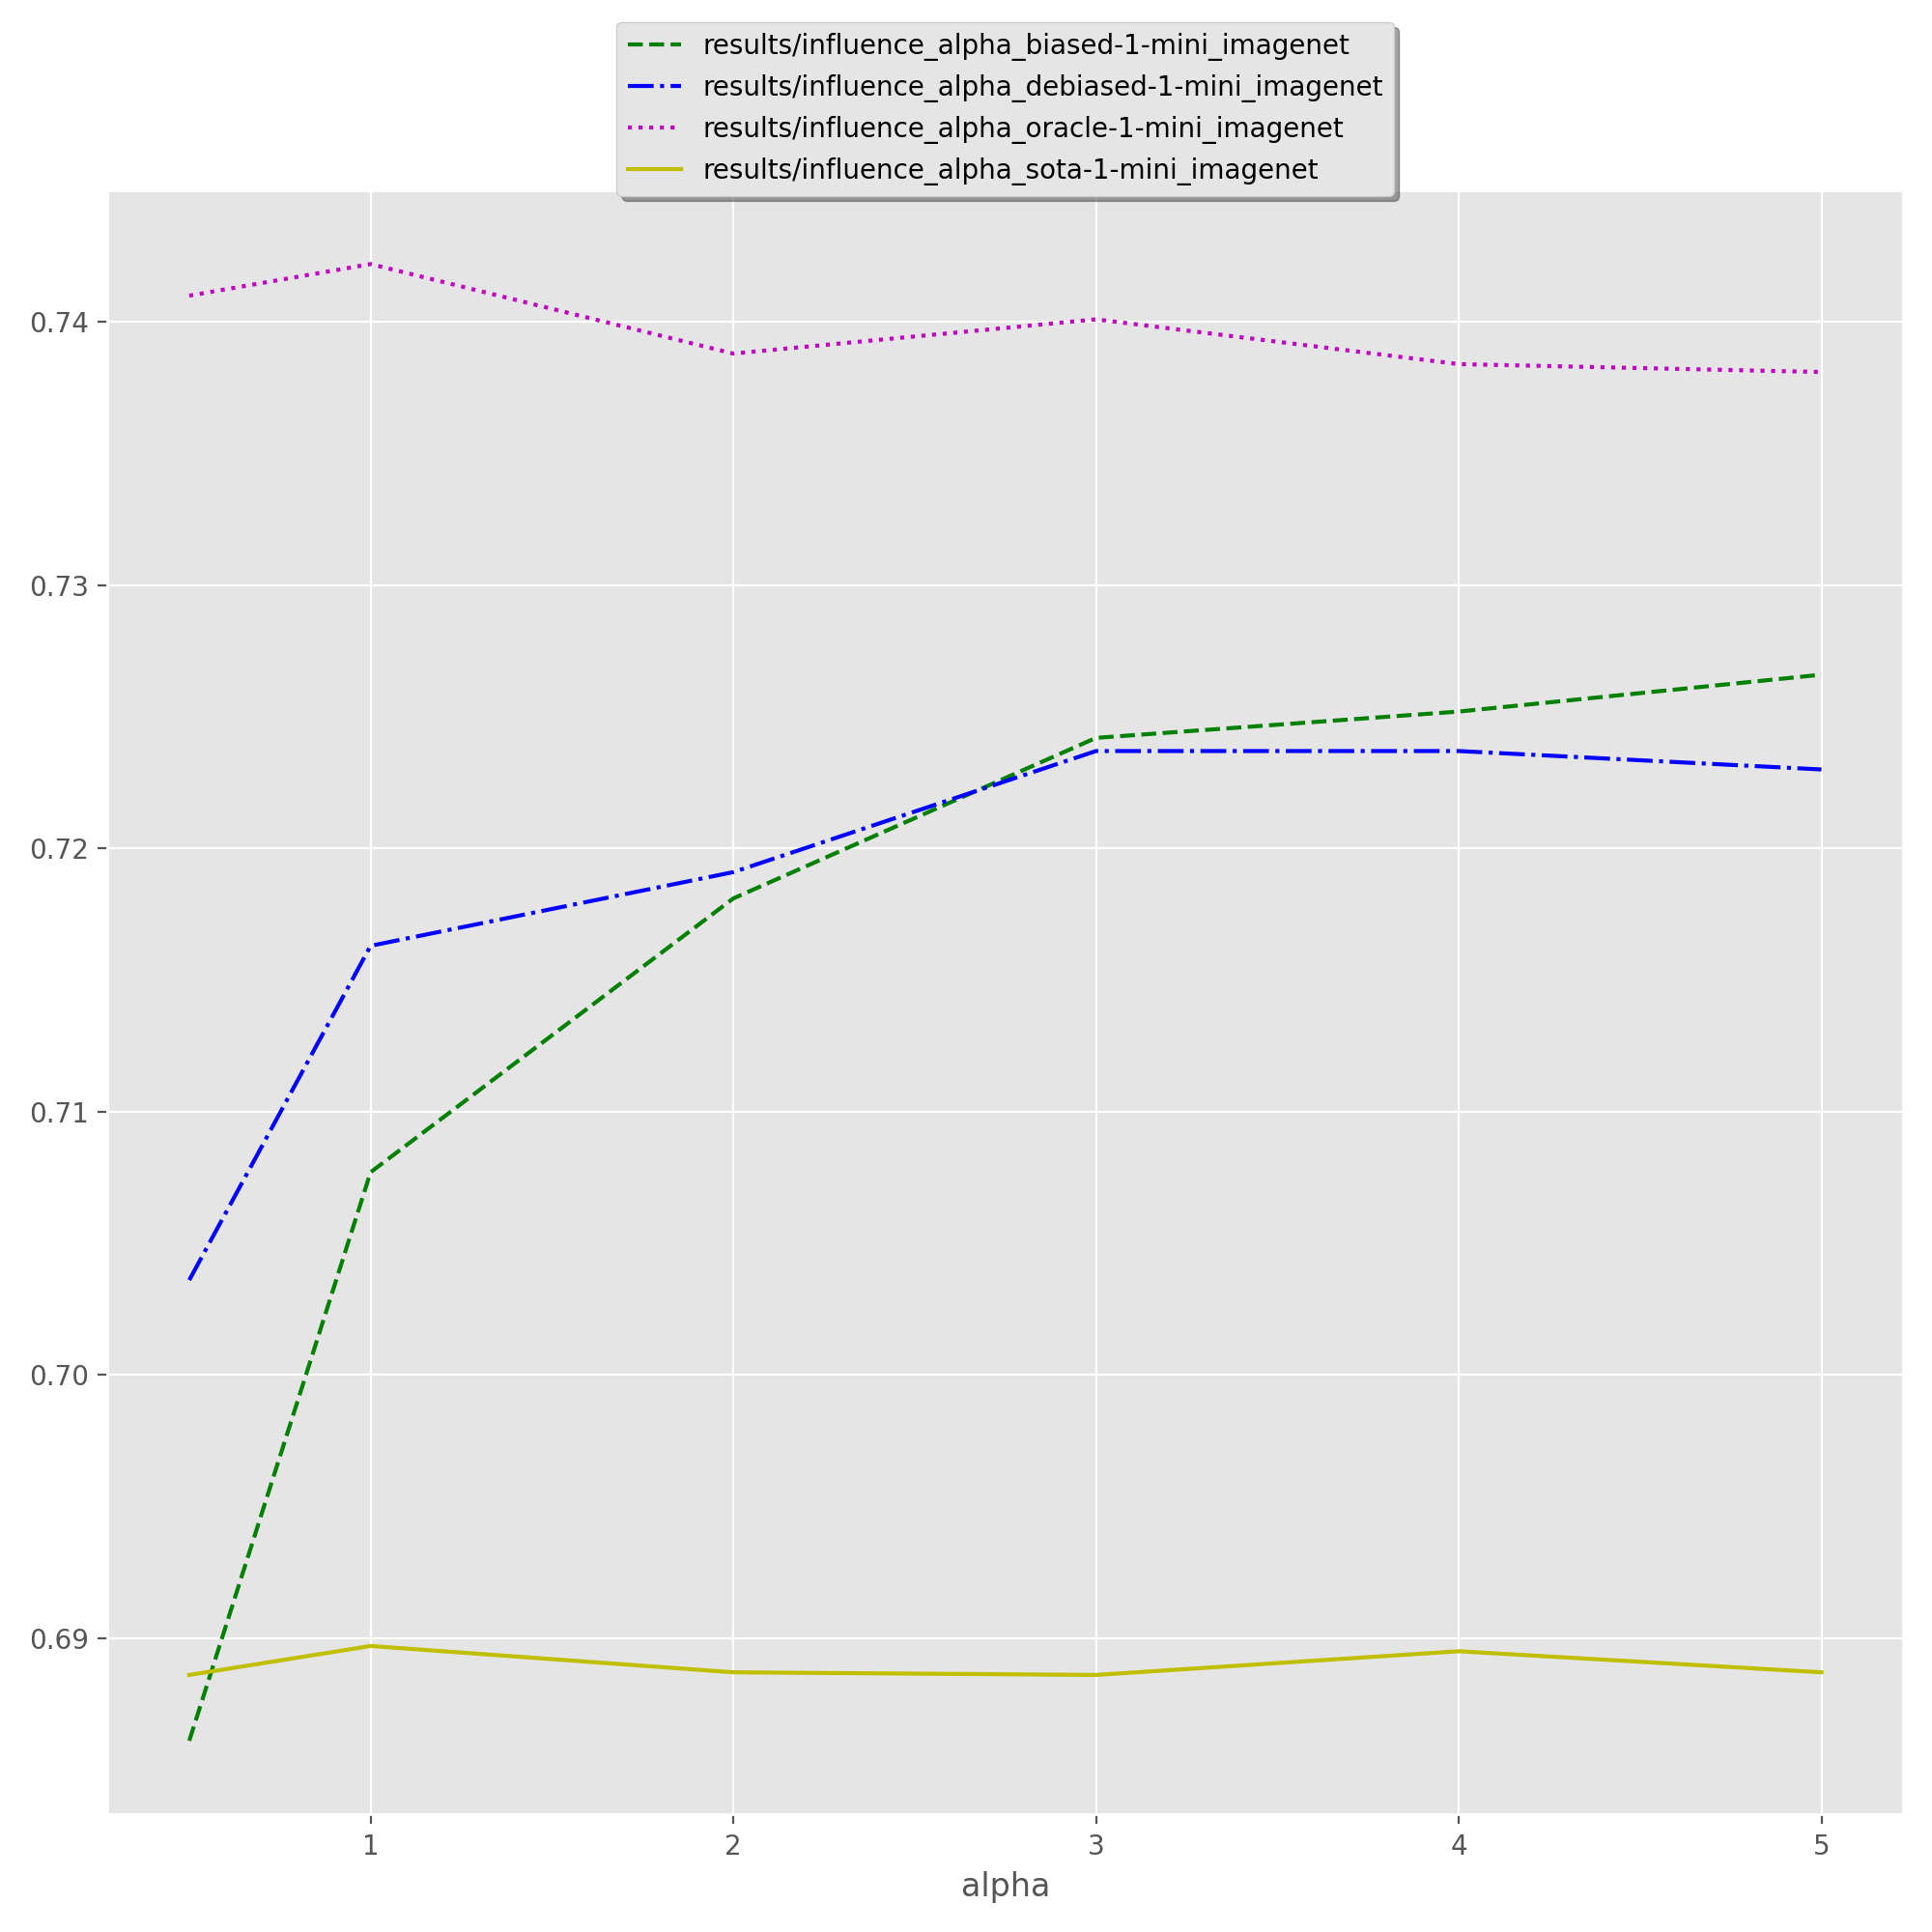 results/influence_alpha_biased-1-mini_imagenet
results/influence_alpha_debiased-1-mini_imagenet
results/influence_alpha_oracle-1-mini_imagenet
results/influence_alpha_sota-1-mini_imagenet
0.74
0.73
0.72
0.71
0.70
0.69
1 2 3 4 5
alpha